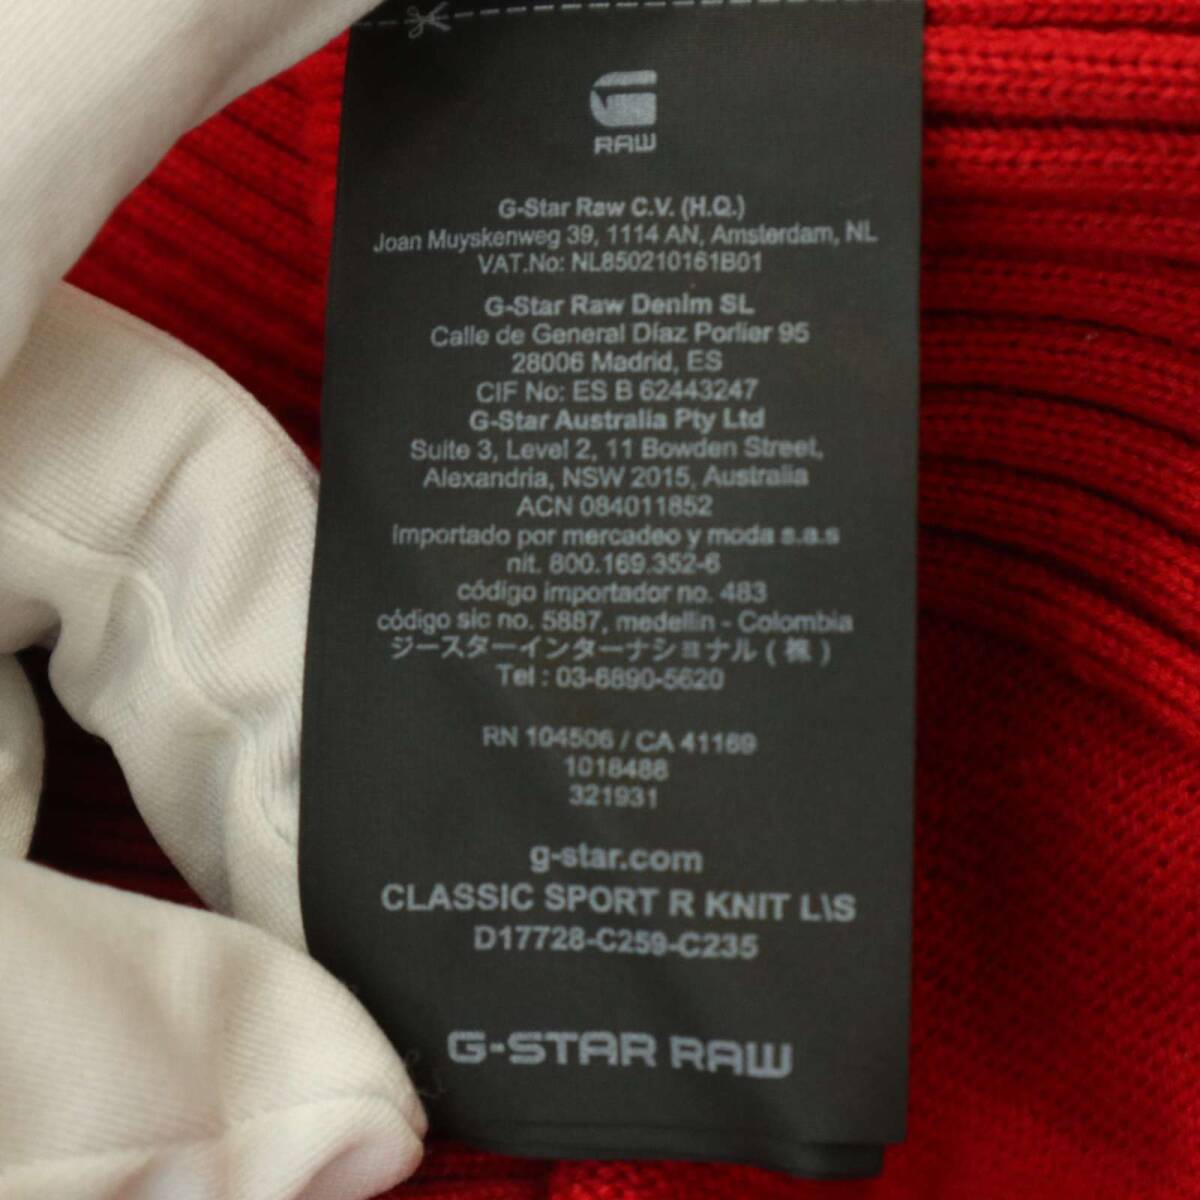 RAW
G-Star Raw C.V. (H.Q.)
Joan Muyskenweg 39, 1114 AN, Amsterdam, NL
VAT.No: NL850210161B01
G-Star Raw Denim SL
Calle de General Díaz Porlier 95
28006 Madrid, ES
CIF No: ES B 62443247
G-Star Australia Pty Ltd
Suite 3, Level 2, 11 Bowden Street,
Alexandria, NSW 2015, Australia
ACN 084011852
importado por mercadeo y moda s.a.s
nit. 800.169.352-6
código importador no. 483
código sic no. 5887, medellin - Colombia
ジースターインターナショナル ( 株 )
Tel : 03-6890-5620
RN 104506 / CA 41169
1018488
321931
g-star.com
CLASSIC SPORT R KNIT L\S
D17728-C259-C235
G-STAR RAW